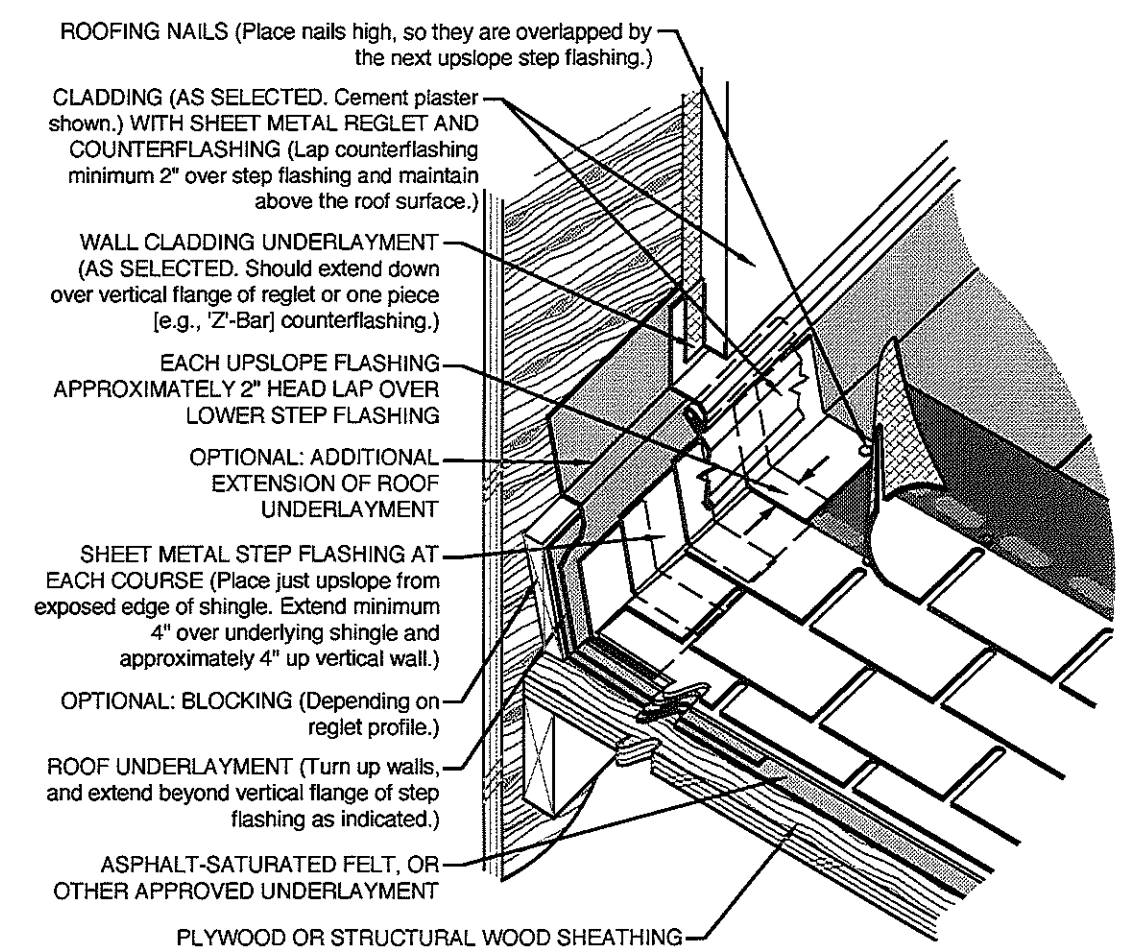 ROOFING NAILS (Place nails high, so they are overlapped by
the next upslope step flashing.)
CLADDING (AS SELECTED. Cement plaster
shown.) WITH SHEET METAL REGLET AND
COUNTERFLASHING (Lap counterflashing
minimum 2" over step flashing and maintain
above the roof surface.)
WALL CLADDING UNDERLAYMENT
(AS SELECTED. Should extend down
over vertical flange of reglet or one piece
[e.g., 'Z'-Bar] counterflashing.)
EACH UPSLOPE FLASHING
APPROXIMATELY 2" HEAD LAP OVER
LOWER STEP FLASHING
OPTIONAL: ADDITIONAL
EXTENSION OF ROOF
UNDERLAYMENT
SHEET METAL STEP FLASHING AT
EACH COURSE (Place just upslope from
exposed edge of shingle. Extend minimum
4" over underlying shingle and
approximately 4" up vertical wall.)
OPTIONAL: BLOCKING (Depending on
reglet profile.)
ROOF UNDERLAYMENT (Turn up walls,
and extend beyond vertical flange of step
flashing as indicated.)
ASPHALT-SATURATED FELT, OR
OTHER APPROVED UNDERLAYMENT
PLYWOOD OR STRUCTURAL WOOD SHEATHING